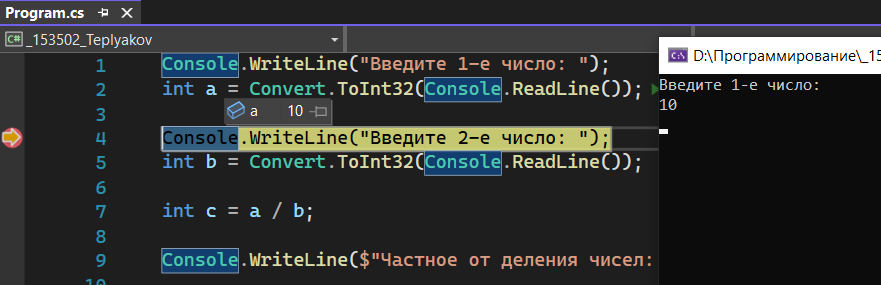 Program.cs
C# _153502_Teplyakov
1 Console.WriteLine("Введите 1-е число: ");
2 int a = Convert.ToInt32(Console.ReadLine());
a 10
3
4 Console.WriteLine("Введите 2-е число: ");
5 int b = Convert.ToInt32(Console.ReadLine());
6
7 int c = a / b;
8
9 Console.WriteLine($"Частное от деления чисел:
10
D:\Программирование\_15
Введите 1-е число:
10